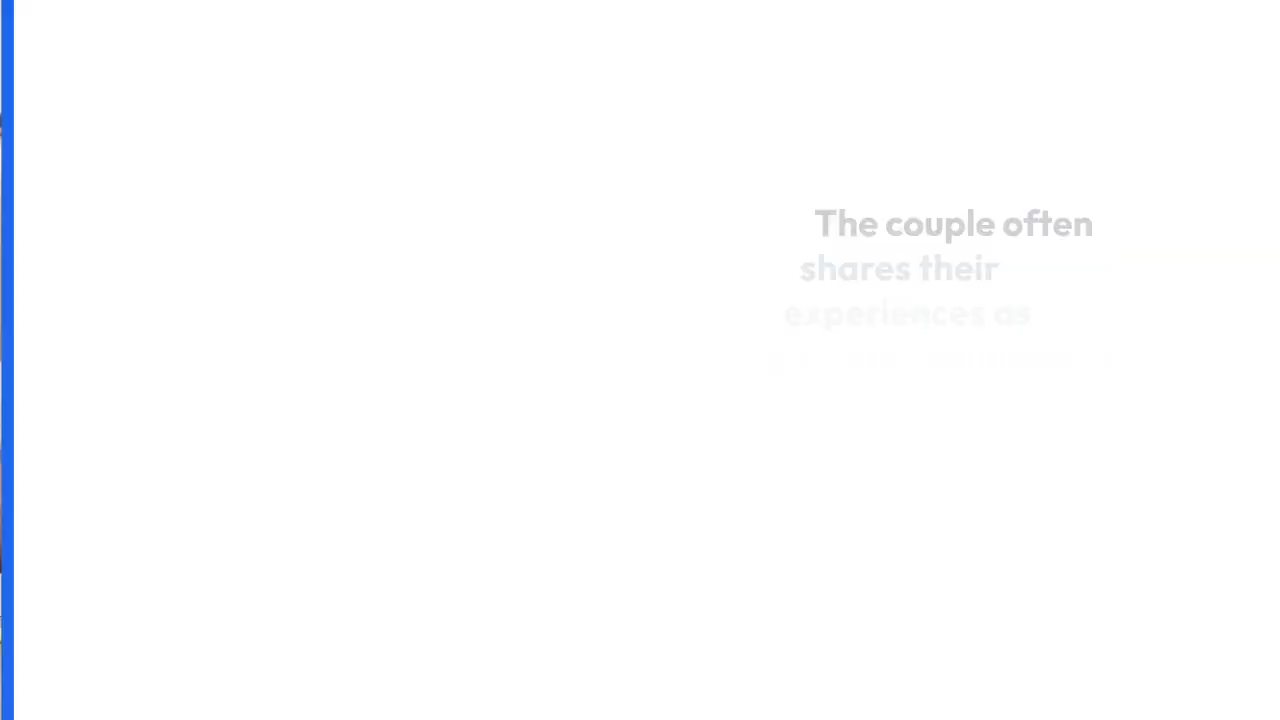 The couple often
shares their
experiences as